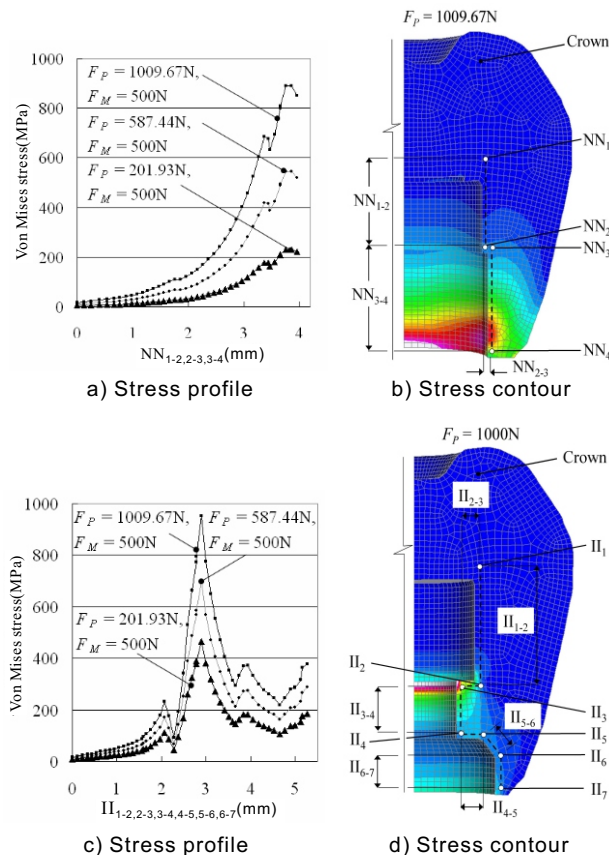 F_P = 1009.67N,
F_M = 500N
F_P = 587.44N,
F_M = 500N
F_P = 201.93N,
F_M = 500N
Von Mises stress(MPa)
1000
800
600
400
200
0
0 1 2 3 4
NN1-2,2-3,3-4(mm)
a) Stress profile
F_P = 1009.67N
Crown
NN1
NN1-2
NN2
NN3
NN3-4
NN4
NN2-3
b) Stress contour
Von Mises stress(MPa)
1000
800
600
400
200
0
F_P = 1009.67N, F_P = 587.44N,
F_M = 500N F_M = 500N
F_P = 201.93N,
F_M = 500N
0 1 2 3 4 5
II1-2,2-3,3-4,4-5,5-6,6-7(mm)
c) Stress profile
F_P = 1000N
Crown
II2-3
II1
II1-2
II2
II3
II3-4
II5-6
II4
II5
II6
II6-7
II7
II4-5
d) Stress contour